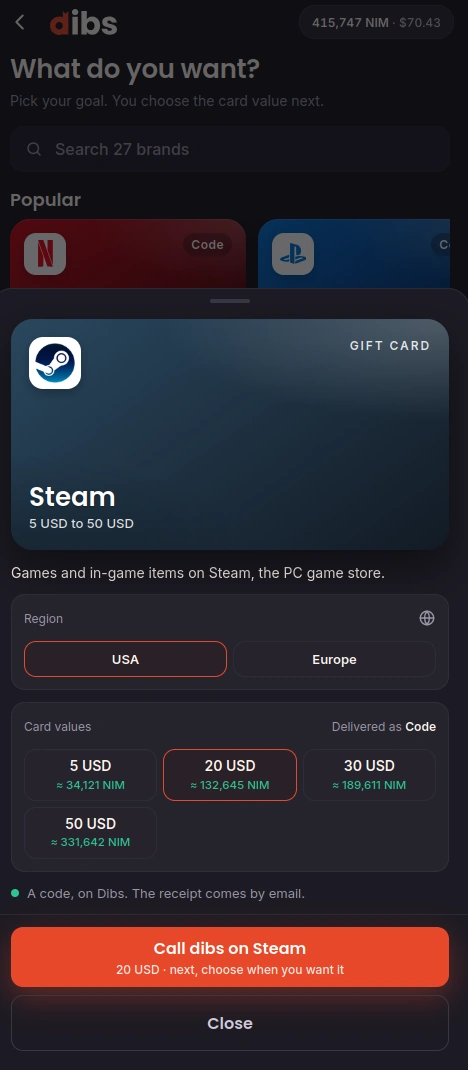 dibs
415,747 NIM · $70.43
What do you want?
Pick your goal. You choose the card value next.
Search 27 brands
Popular
Code
GIFT CARD
Steam
5 USD to 50 USD
Games and in-game items on Steam, the PC game store.
Region
USA
Europe
Card values
Delivered as Code
5 USD
≈ 34,121 NIM
20 USD
≈ 132,645 NIM
30 USD
≈ 189,611 NIM
50 USD
≈ 331,642 NIM
A code, on Dibs. The receipt comes by email.
Call dibs on Steam
20 USD · next, choose when you want it
Close